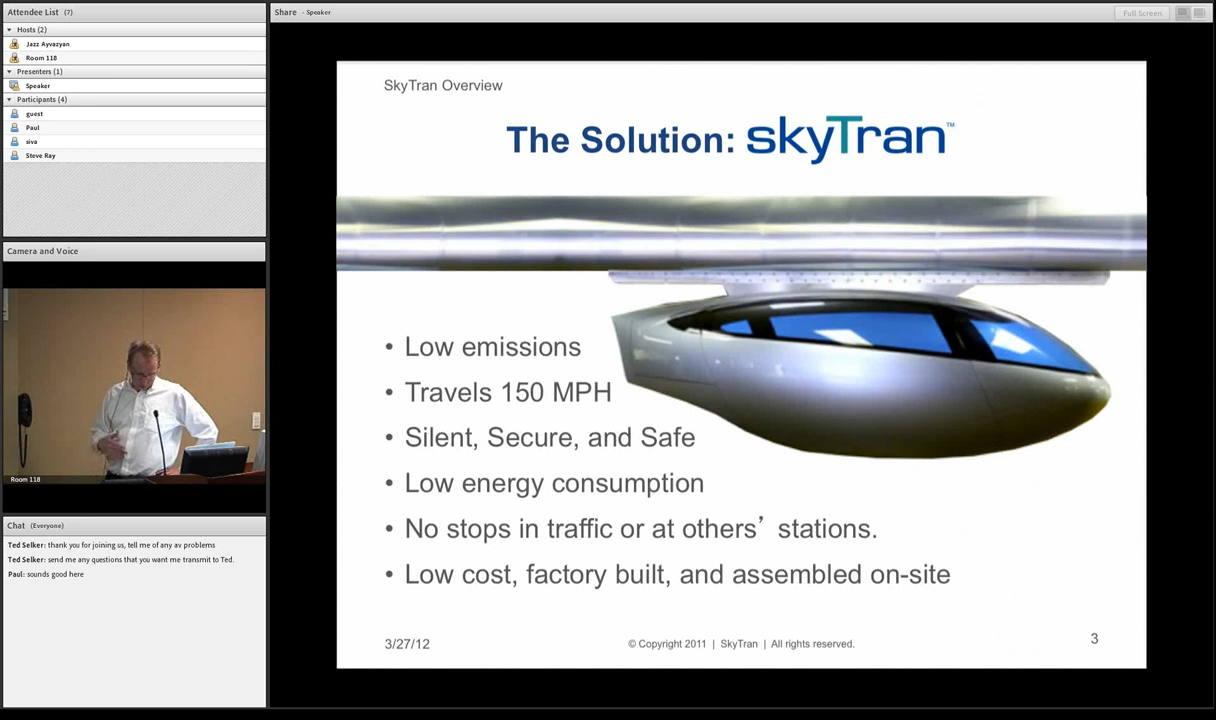 Attendee List (7)
Hosts (2)
Jazz Ayvazyan
Room 118
Presenters (1)
Speaker
Participants (4)
guest
Paul
siva
Steve Ray
Camera and Voice
Room 118
Chat (Everyone)
Ted Selker: thank you for joining us, tell me of any av problems
Ted Selker: send me any questions that you want me transmit to Ted.
Paul: sounds good here
Share - Speaker
Full Screen
SkyTran Overview
The Solution: skyTran™
• Low emissions
• Travels 150 MPH
• Silent, Secure, and Safe
• Low energy consumption
• No stops in traffic or at others’ stations.
• Low cost, factory built, and assembled on-site
3/27/12
© Copyright 2011 | SkyTran | All rights reserved.
3